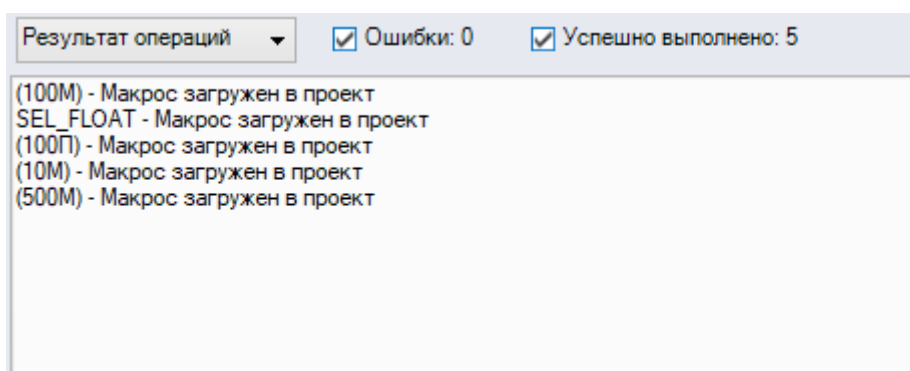 Результат операций Ошибки: 0 Успешно выполнено: 5
(100М) - Макрос загружен в проект
SEL_FLOAT - Макрос загружен в проект
(100П) - Макрос загружен в проект
(10М) - Макрос загружен в проект
(500М) - Макрос загружен в проект